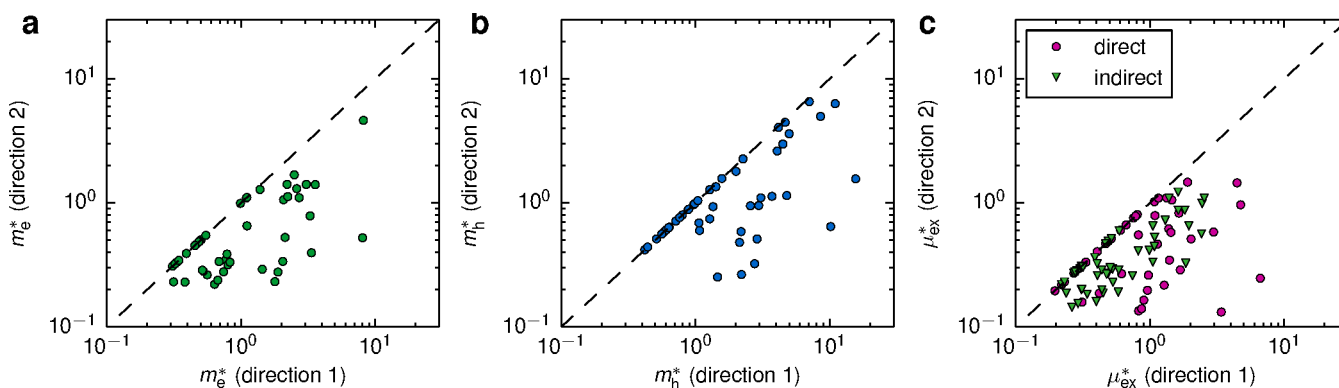 a
b
c
10^1
10^0
10^{-1}
m*_e (direction 2)
10^{-1}
10^0
10^1
m*_e (direction 1)
10^1
10^0
10^{-1}
m*_h (direction 2)
10^{-1}
10^0
10^1
m*_h (direction 1)
direct
indirect
10^1
10^0
10^{-1}
μ*_ex (direction 2)
10^{-1}
10^0
10^1
μ*_ex (direction 1)